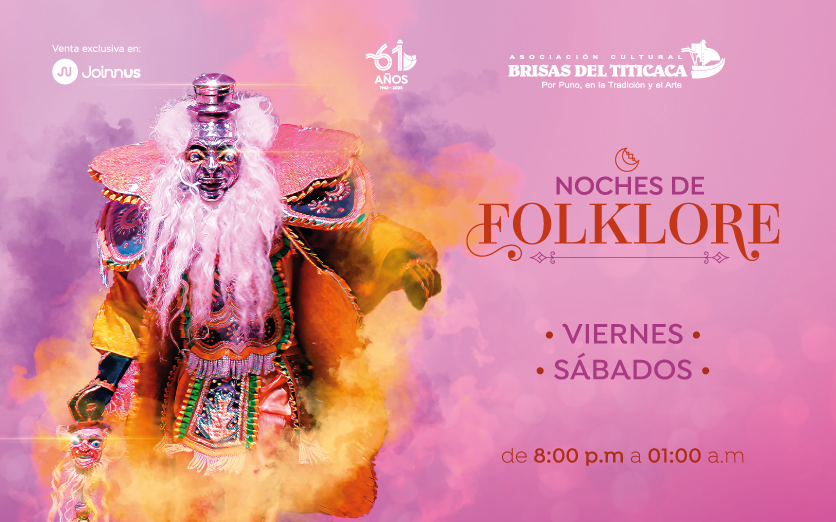 Venta exclusiva en:
Joinnus
61
AÑOS
1962 - 2023
ASOCIACIÓN CULTURAL
BRISAS DEL TITICACA
Por Puno, en la Tradición y el Arte
NOCHES DE
FOLKLORE
• VIERNES •
• SÁBADOS •
de 8:00 p.m a 01:00 a.m